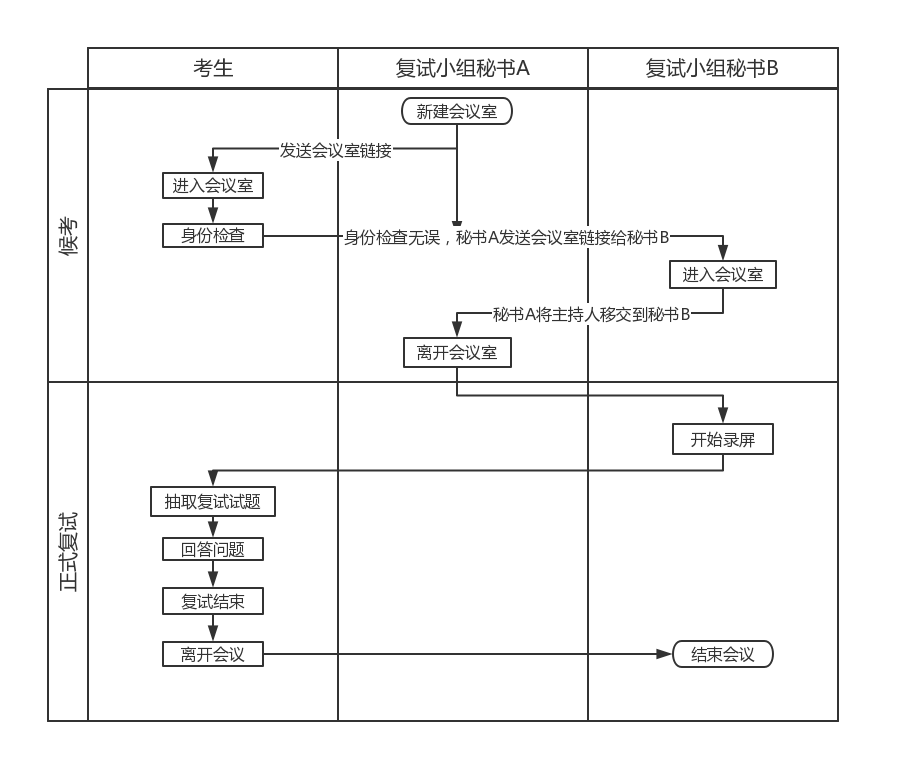 考生
复试小组秘书A
复试小组秘书B
候考
新建会议室
发送会议室链接
进入会议室
身份检查
身份检查无误，秘书A发送会议室链接给秘书B
进入会议室
秘书A将主持人移交到秘书B
离开会议室
正式复试
开始录屏
抽取复试试题
回答问题
复试结束
离开会议
结束会议